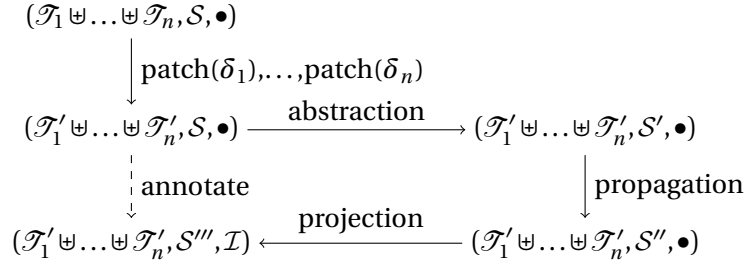 (𝒯₁ ⊎ … ⊎ 𝒯ₙ, 𝒮, •)
patch(δ₁),…,patch(δₙ)
abstraction
(𝒯₁′ ⊎ … ⊎ 𝒯ₙ′, 𝒮, •) (𝒯₁′ ⊎ … ⊎ 𝒯ₙ′, 𝒮′, •)
annotate propagation
projection
(𝒯₁′ ⊎ … ⊎ 𝒯ₙ′, 𝒮‴, ℐ) (𝒯₁′ ⊎ … ⊎ 𝒯ₙ′, 𝒮″, •)